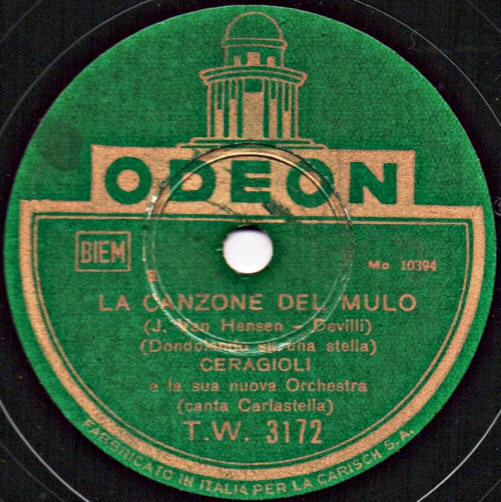 ODEON
BIEM
Mo 10394
LA CANZONE DEL MULO
(J. Van Hensen - Devilli)
(Dondolando su una stella)
CERAGIOLI
e la sua nuova Orchestra
(canta Carlastella)
T.W. 3172
FABBRICATO IN ITALIA PER LA CARISCH S.A.